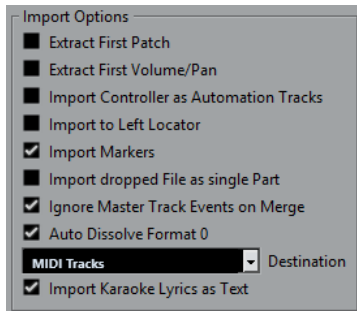 Import Options
Extract First Patch
Extract First Volume/Pan
Import Controller as Automation Tracks
Import to Left Locator
Import Markers
Import dropped File as single Part
Ignore Master Track Events on Merge
Auto Dissolve Format 0
MIDI Tracks Destination
Import Karaoke Lyrics as Text